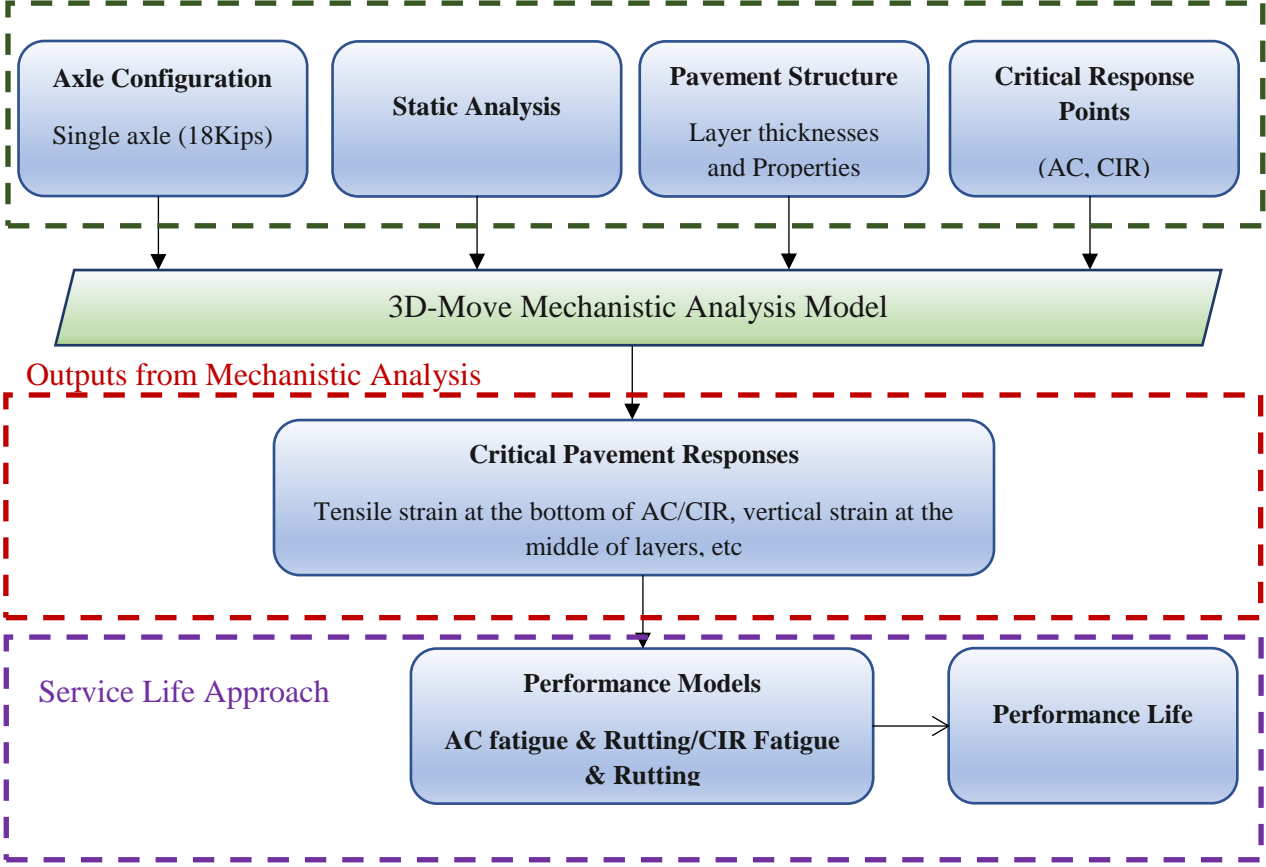 Axle Configuration
Single axle (18Kips)
Static Analysis
Pavement Structure
Layer thicknesses
and Properties
Critical Response
Points
(AC, CIR)
3D-Move Mechanistic Analysis Model
Outputs from Mechanistic Analysis
Critical Pavement Responses
Tensile strain at the bottom of AC/CIR, vertical strain at the
middle of layers, etc
Service Life Approach
Performance Models
AC fatigue & Rutting/CIR Fatigue
& Rutting
Performance Life